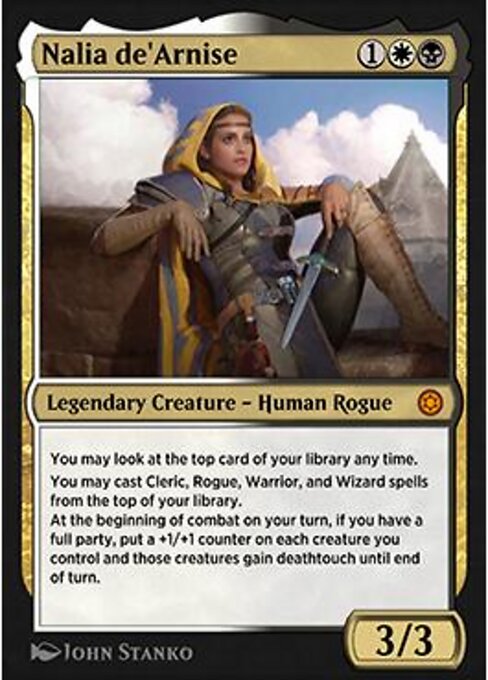 Nalia de'Arnise 1
Legendary Creature – Human Rogue
You may look at the top card of your library any time.
You may cast Cleric, Rogue, Warrior, and Wizard spells
from the top of your library.
At the beginning of combat on your turn, if you have a
full party, put a +1/+1 counter on each creature you
control and those creatures gain deathtouch until end
of turn.
3/3
John Stanko